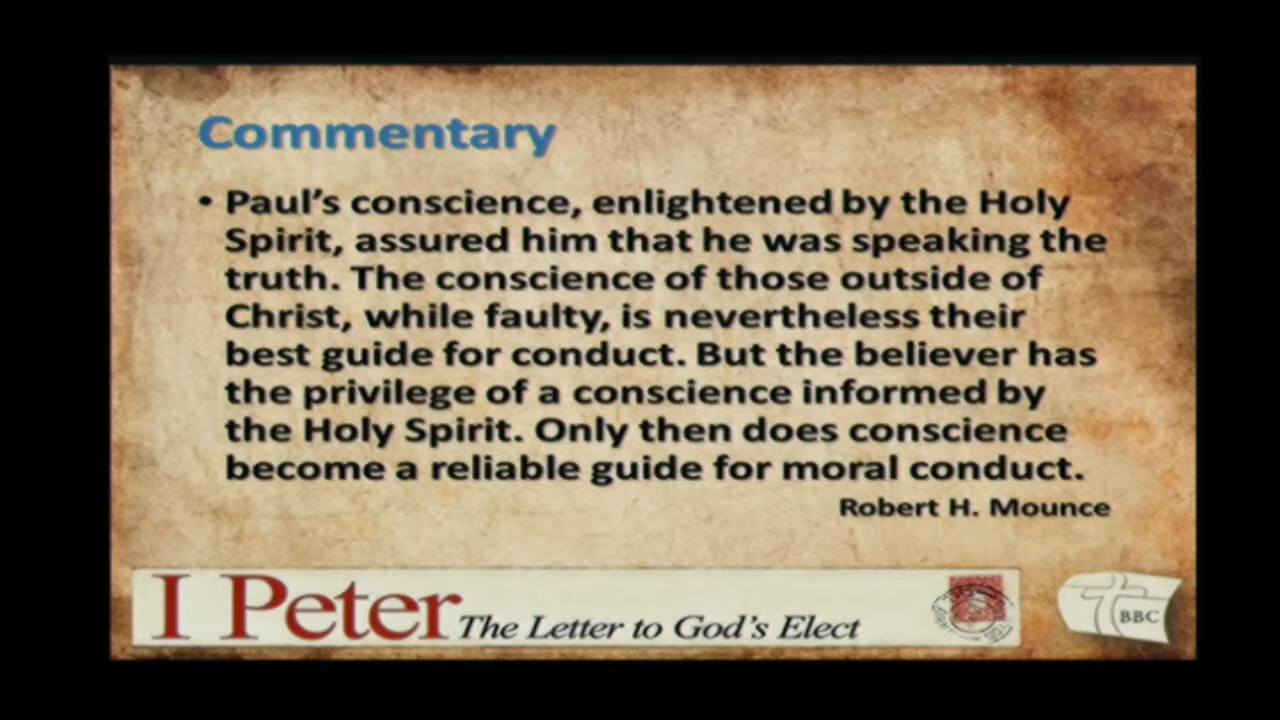 Commentary
• Paul's conscience, enlightened by the Holy
Spirit, assured him that he was speaking the
truth. The conscience of those outside of
Christ, while faulty, is nevertheless their
best guide for conduct. But the believer has
the privilege of a conscience informed by
the Holy Spirit. Only then does conscience
become a reliable guide for moral conduct.
Robert H. Mounce
I Peter The Letter to God's Elect
BBC